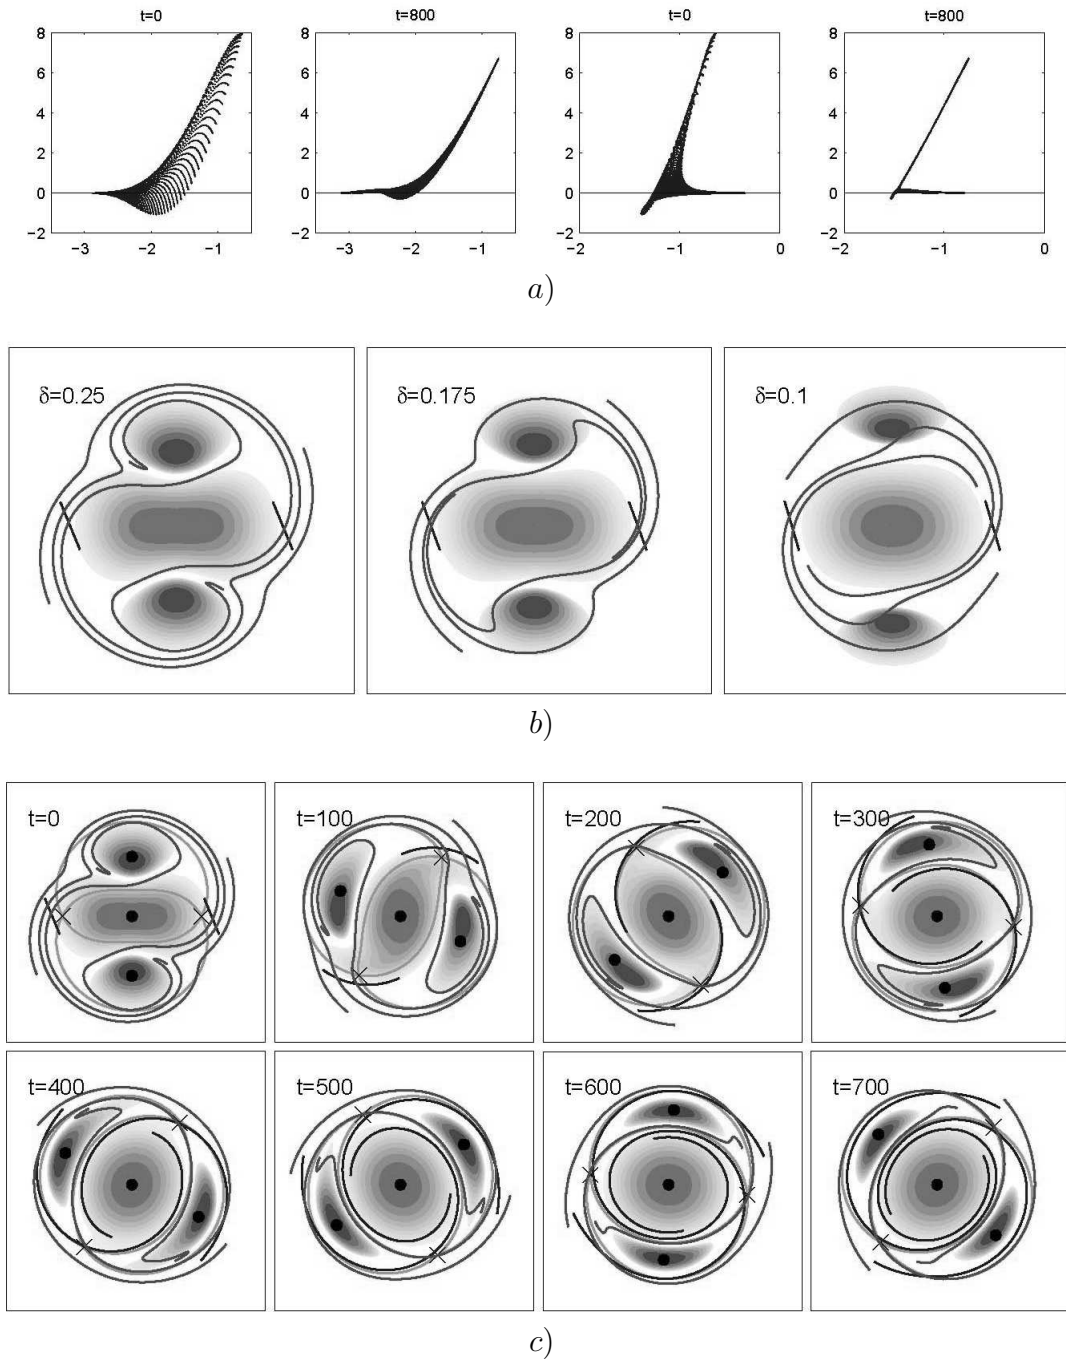 t=0 t=800 t=0 t=800
8 8 8 8
6 6 6 6
4 4 4 4
2 2 2 2
0 0 0 0
−2 −2 −2 −2
−3 −2 −1 −3 −2 −1 −2 −1 0 −2 −1 0
a)
δ=0.25 δ=0.175 δ=0.1
b)
t=0 t=100 t=200 t=300
t=400 t=500 t=600 t=700
c)